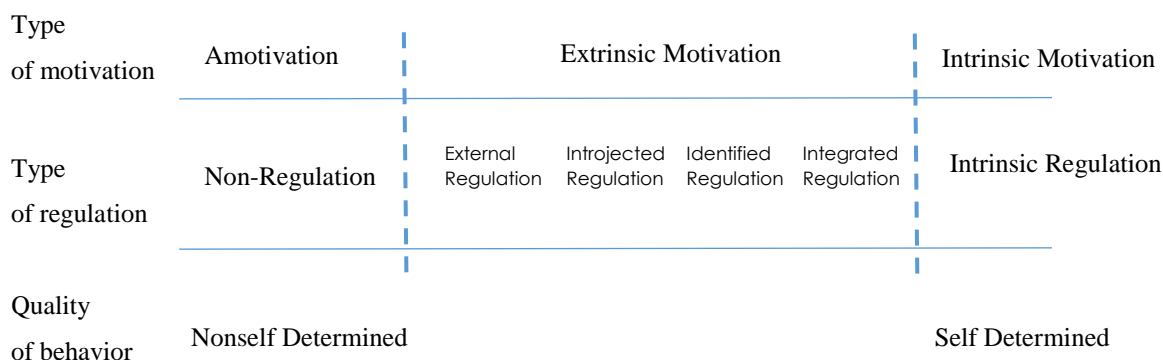 Type
of motivation
Amotivation
Extrinsic Motivation
Intrinsic Motivation
Type
of regulation
Non-Regulation
External
Regulation
Introjected
Regulation
Identified
Regulation
Integrated
Regulation
Intrinsic Regulation
Quality
of behavior
Nonself Determined
Self Determined